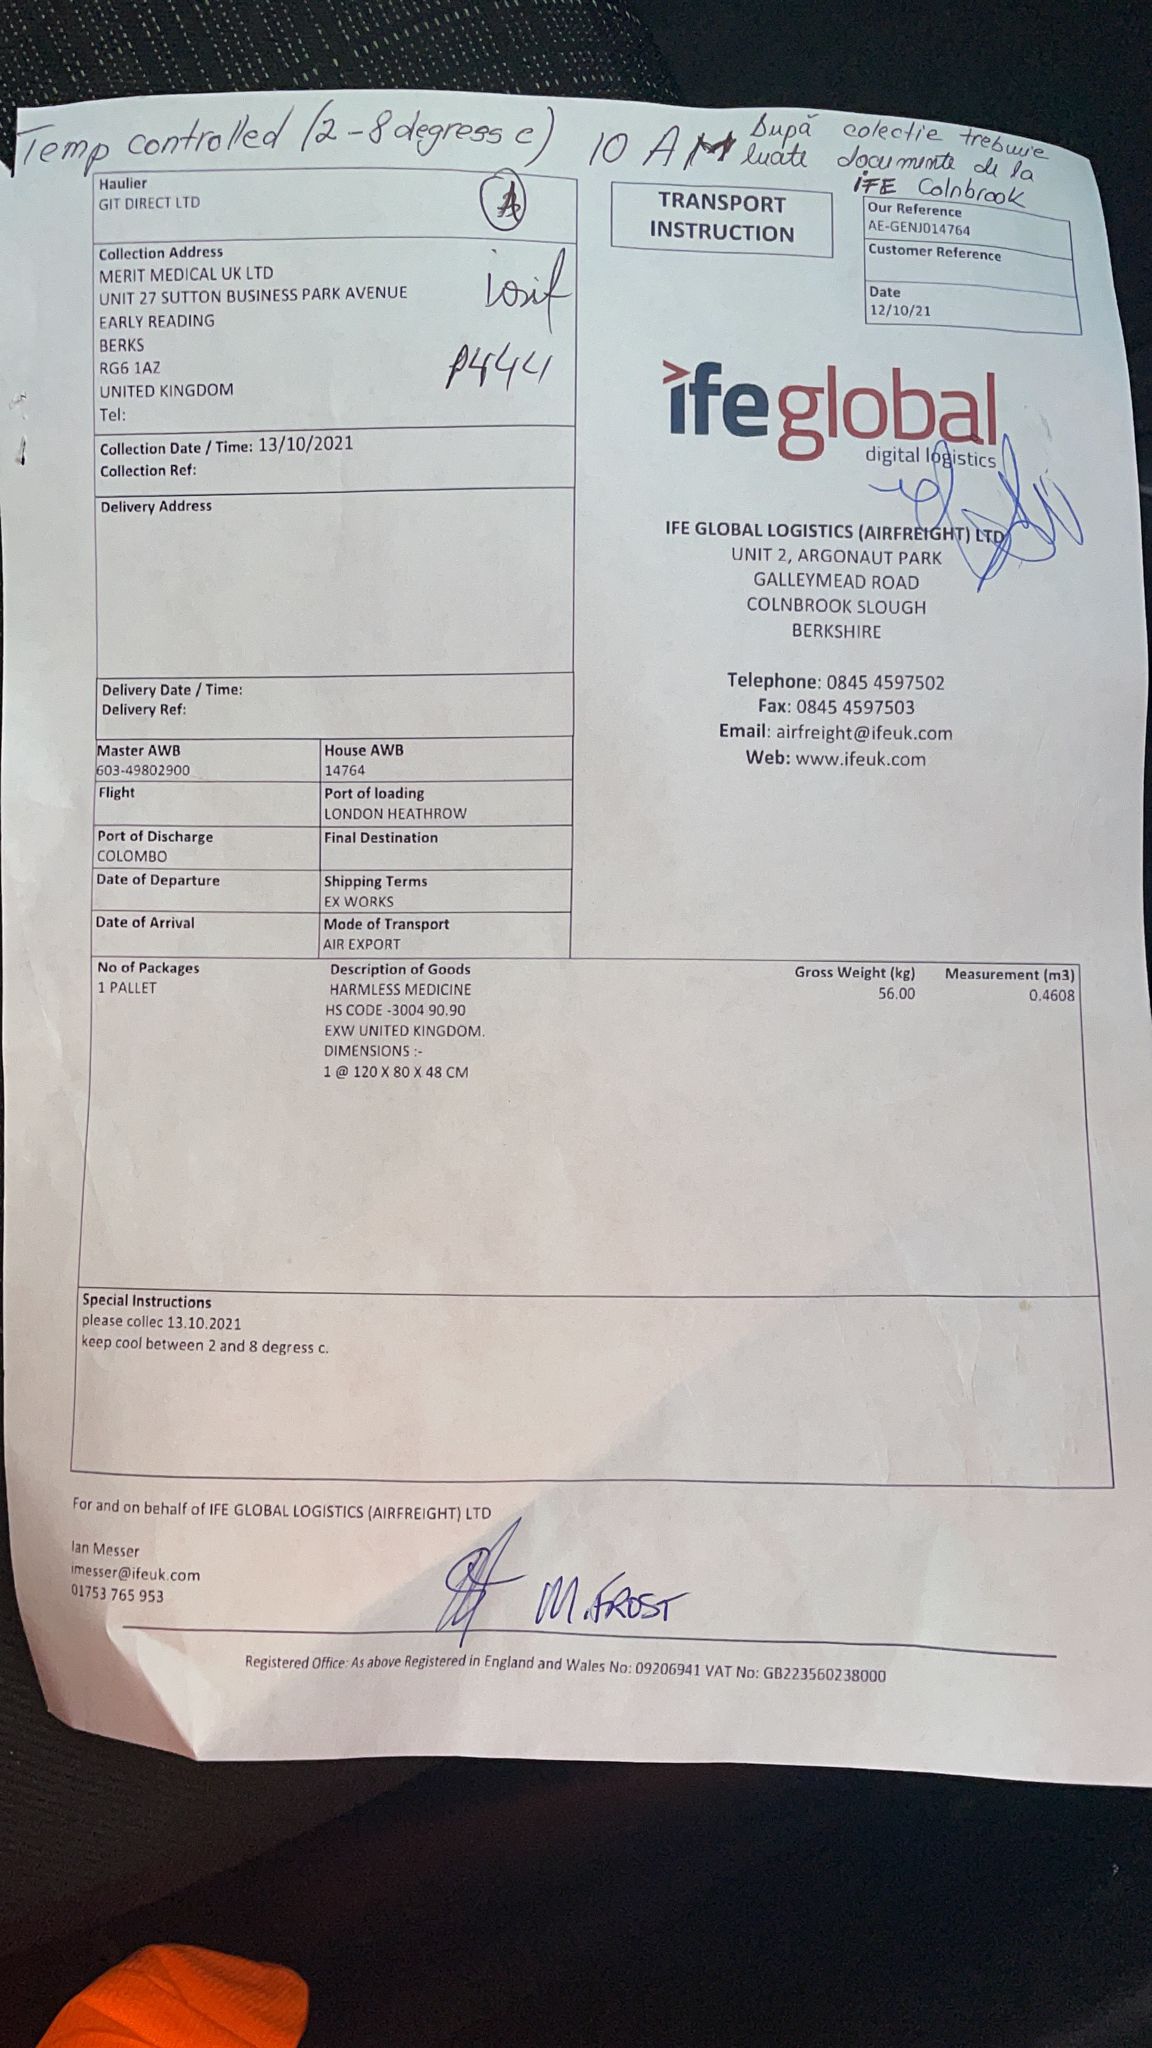 Temp controlled (2-8 degress c)
10 AM
După colectie trebuie
luate documente de la
IFE Colnbrook
Haulier
GIT DIRECT LTD
TRANSPORT
INSTRUCTION
Our Reference
AE-GENJ014764
Customer Reference
Date
12/10/21
Collection Address
MERIT MEDICAL UK LTD
UNIT 27 SUTTON BUSINESS PARK AVENUE
EARLY READING
BERKS
RG6 1AZ
UNITED KINGDOM
Tel:
iosif
P444
Collection Date / Time: 13/10/2021
Collection Ref:
Delivery Address
Delivery Date / Time:
Delivery Ref:
ifeglobal
digital logistics
IFE GLOBAL LOGISTICS (AIRFREIGHT) LTD
UNIT 2, ARGONAUT PARK
GALLEYMEAD ROAD
COLNBROOK SLOUGH
BERKSHIRE
Telephone: 0845 4597502
Fax: 0845 4597503
Email: airfreight@ifeuk.com
Web: www.ifeuk.com
Master AWB House AWB
603-49802900 14764
Flight Port of loading
LONDON HEATHROW
Port of Discharge Final Destination
COLOMBO
Date of Departure Shipping Terms
EX WORKS
Date of Arrival Mode of Transport
AIR EXPORT
No of Packages Description of Goods Gross Weight (kg) Measurement (m3)
1 PALLET HARMLESS MEDICINE 56.00 0.4608
HS CODE -3004 90.90
EXW UNITED KINGDOM.
DIMENSIONS :-
1 @ 120 X 80 X 48 CM
Special Instructions
please collec 13.10.2021
keep cool between 2 and 8 degress c.
For and on behalf of IFE GLOBAL LOGISTICS (AIRFREIGHT) LTD
Ian Messer
imesser@ifeuk.com
01753 765 953
M. FROST
Registered Office: As above Registered in England and Wales No: 09206941 VAT No: GB223560238000